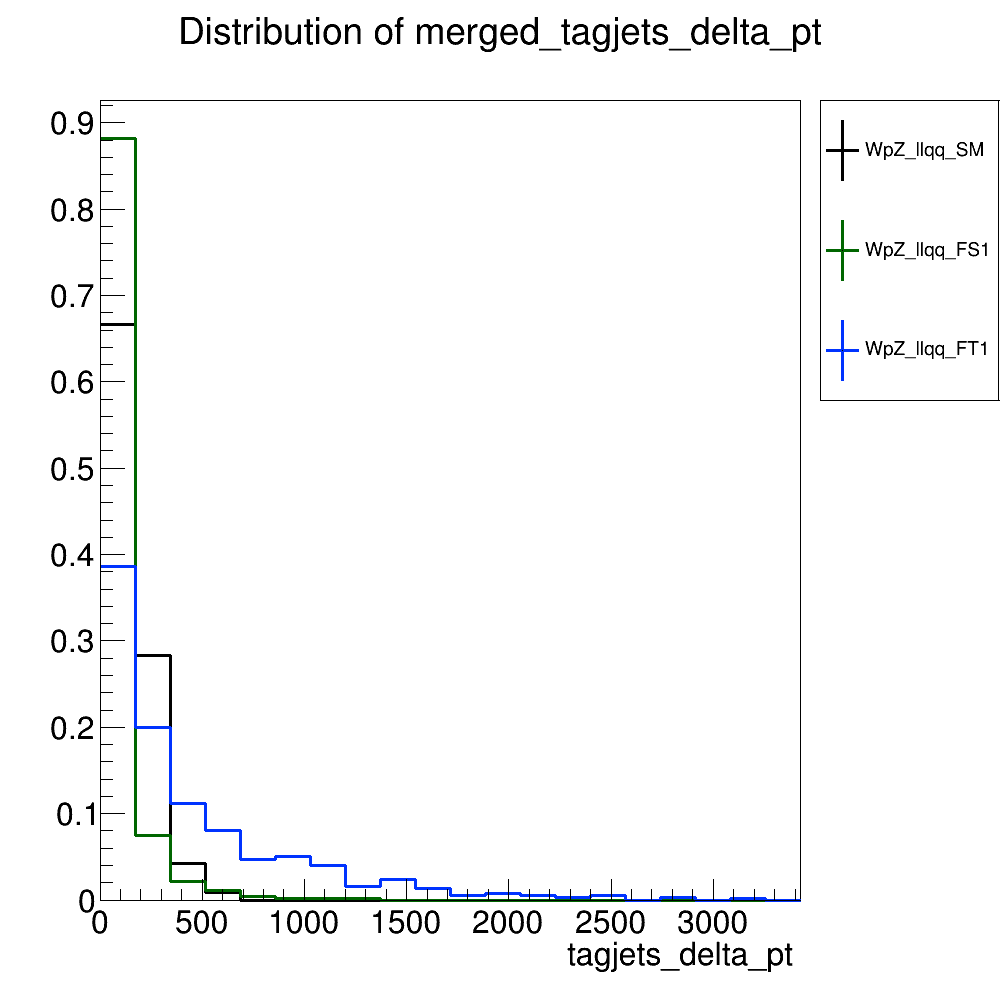 Distribution of merged_tagjets_delta_pt
0.9
0.8
0.7
0.6
0.5
0.4
0.3
0.2
0.1
0
0 500 1000 1500 2000 2500 3000
tagjets_delta_pt
WpZ_llqq_SM
WpZ_llqq_FS1
WpZ_llqq_FT1